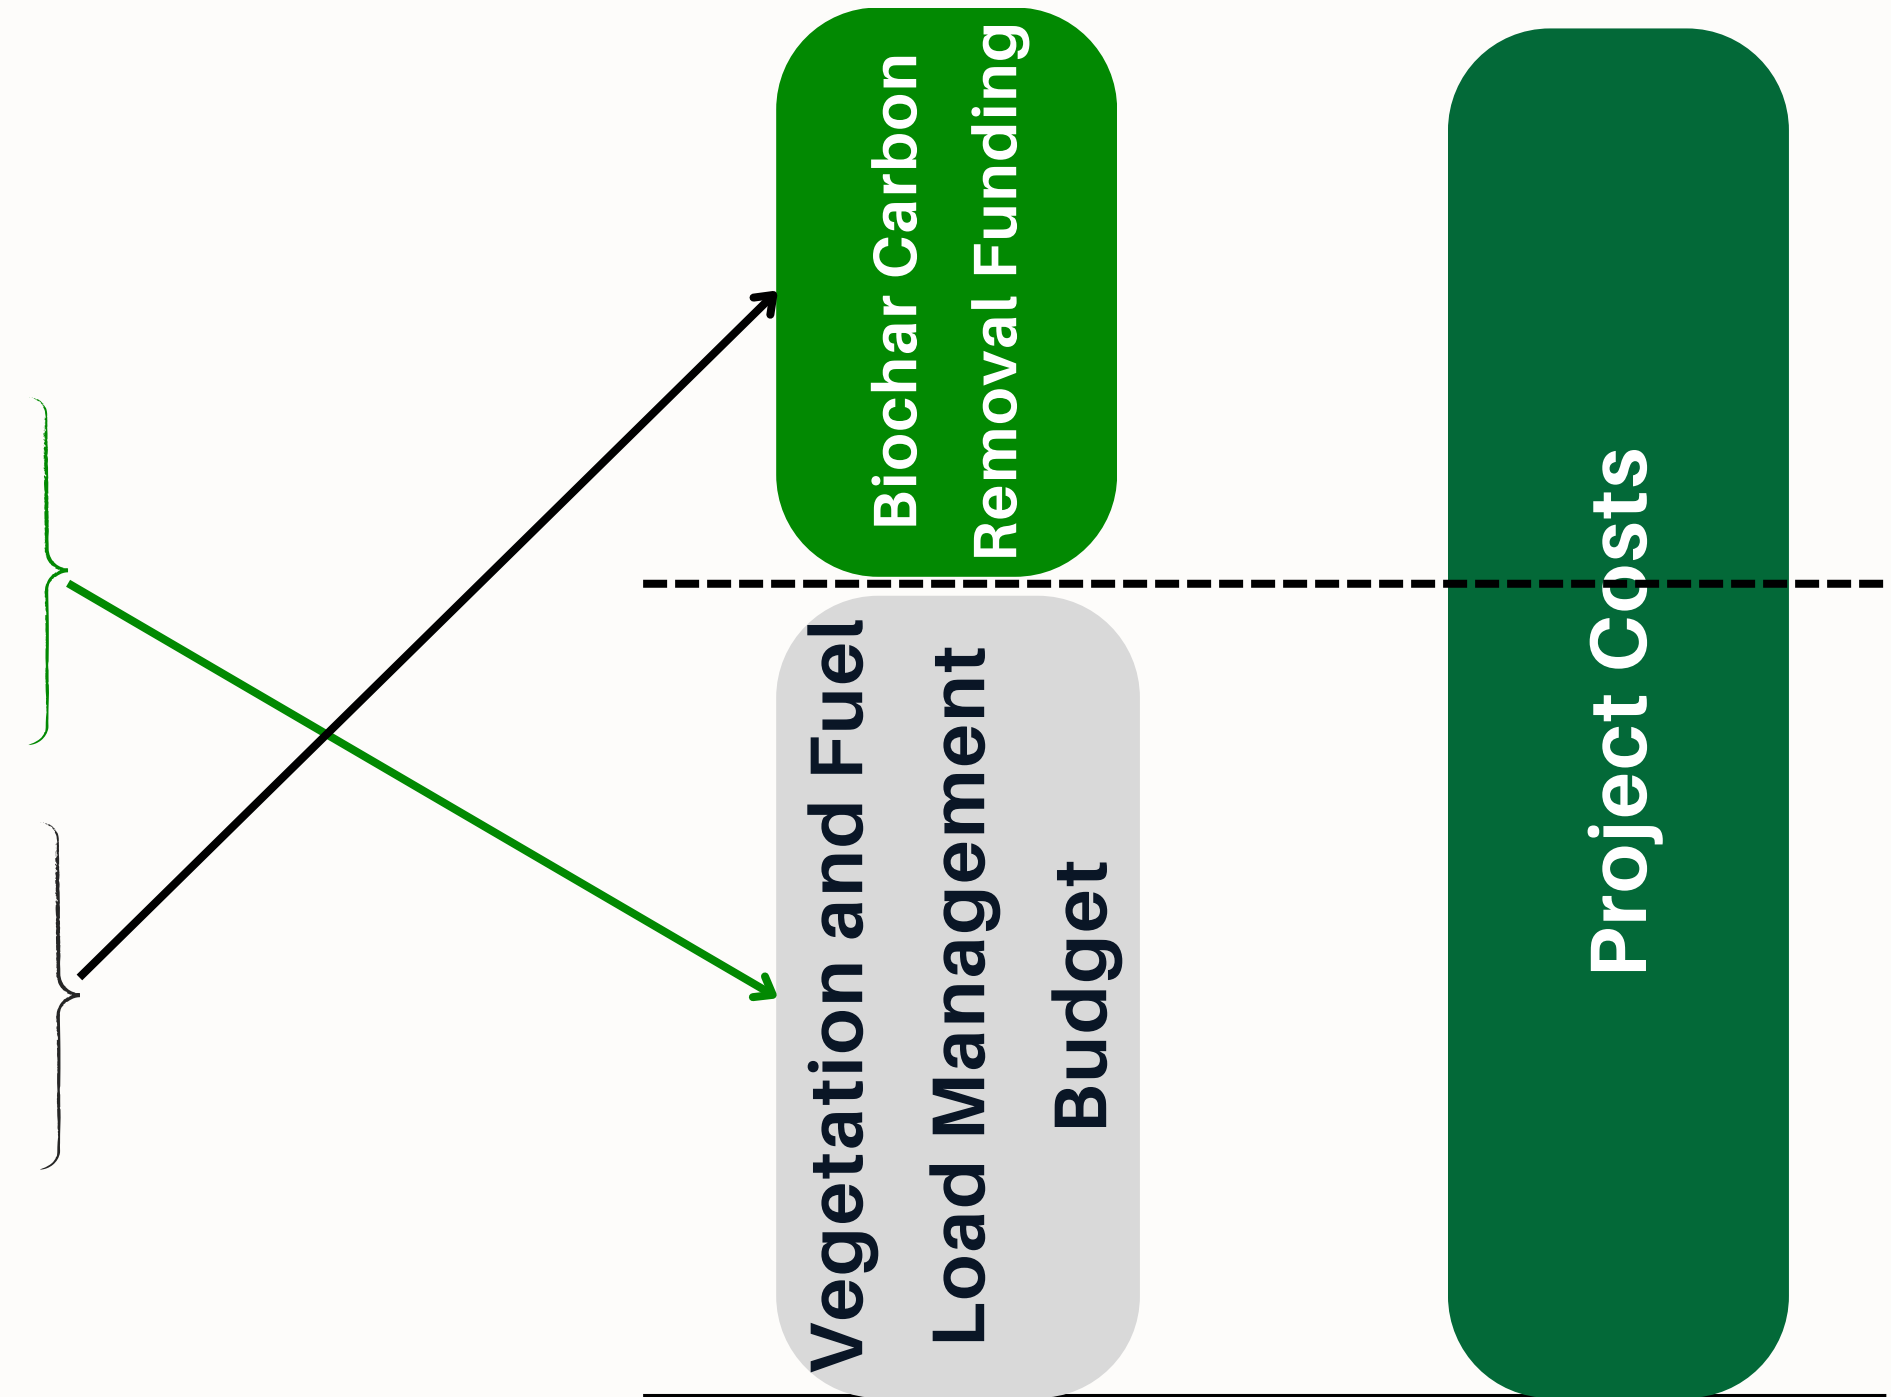 Biochar Carbon
Removal Funding
Vegetation and Fuel
Load Management
Budget
Project Costs